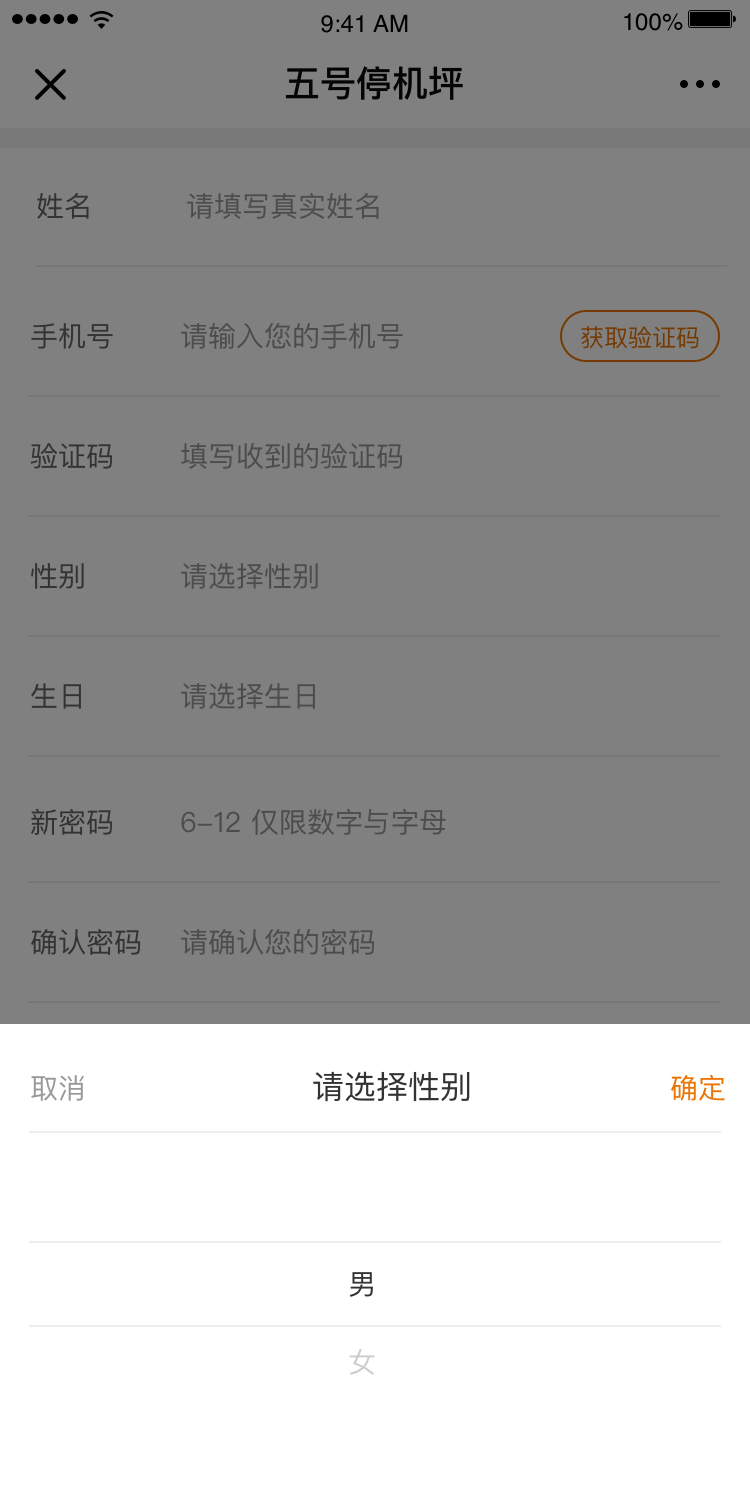 9:41 AM 100%
五号停机坪
姓名 请填写真实姓名
手机号 请输入您的手机号 获取验证码
验证码 填写收到的验证码
性别 请选择性别
生日 请选择生日
新密码 6–12 仅限数字与字母
确认密码 请确认您的密码
取消 请选择性别 确定
男
女